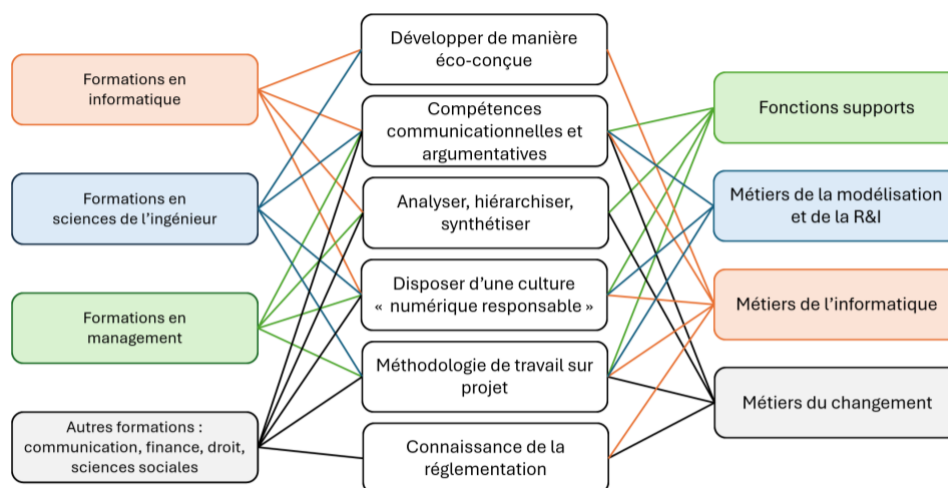 Formations en
informatique
Formations en
sciences de l’ingénieur
Formations en
management
Autres formations :
communication, finance, droit,
sciences sociales
Développer de manière
éco-conçue
Compétences
communicationnelles et
argumentatives
Analyser, hiérarchiser,
synthétiser
Disposer d’une culture
« numérique responsable »
Méthodologie de travail sur
projet
Connaissance de la
réglementation
Fonctions supports
Métiers de la modélisation
et de la R&I
Métiers de l’informatique
Métiers du changement